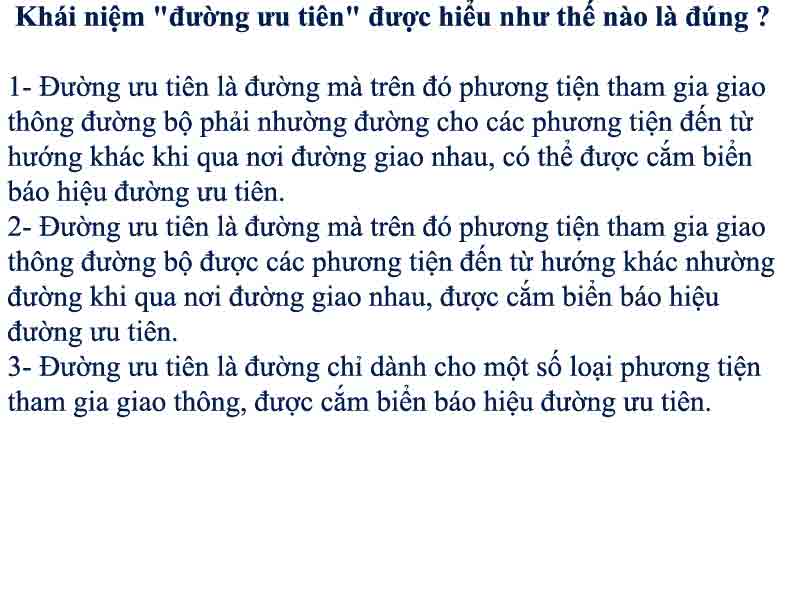 Khái niệm "đường ưu tiên" được hiểu như thế nào là đúng ?
1- Đường ưu tiên là đường mà trên đó phương tiện tham gia giao
thông đường bộ phải nhường đường cho các phương tiện đến từ
hướng khác khi qua nơi đường giao nhau, có thể được cắm biển
báo hiệu đường ưu tiên.
2- Đường ưu tiên là đường mà trên đó phương tiện tham gia giao
thông đường bộ được các phương tiện đến từ hướng khác nhường
đường khi qua nơi đường giao nhau, được cắm biển báo hiệu
đường ưu tiên.
3- Đường ưu tiên là đường chỉ dành cho một số loại phương tiện
tham gia giao thông, được cắm biển báo hiệu đường ưu tiên.